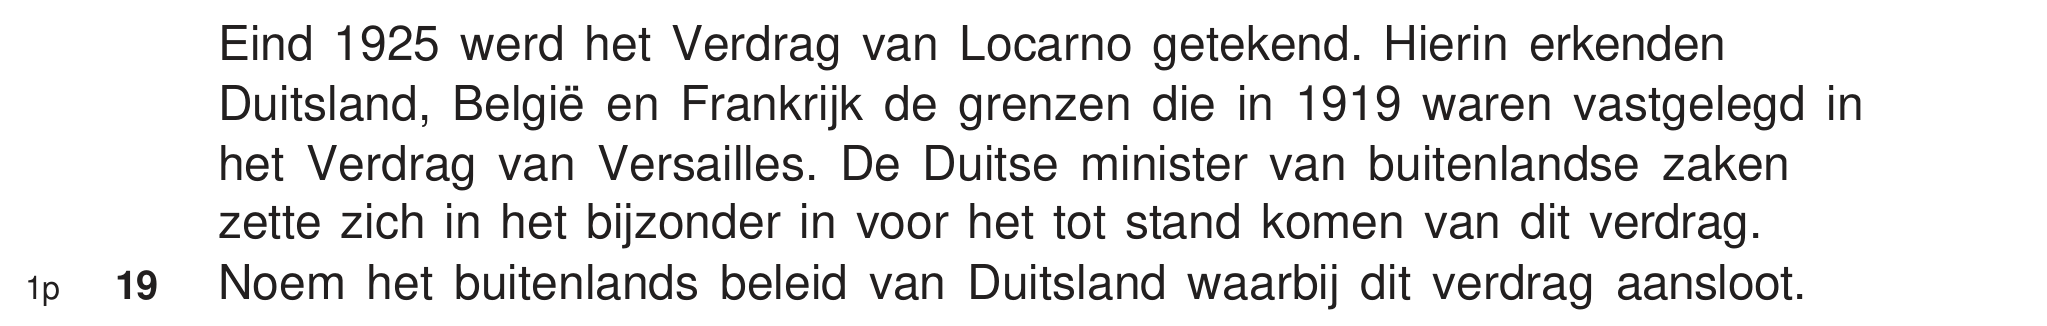 Eind 1925 werd het Verdrag van Locarno getekend. Hierin erkenden
Duitsland, België en Frankrijk de grenzen die in 1919 waren vastgelegd in
het Verdrag van Versailles. De Duitse minister van buitenlandse zaken
zette zich in het bijzonder in voor het tot stand komen van dit verdrag.
1p 19 Noem het buitenlands beleid van Duitsland waarbij dit verdrag aansloot.